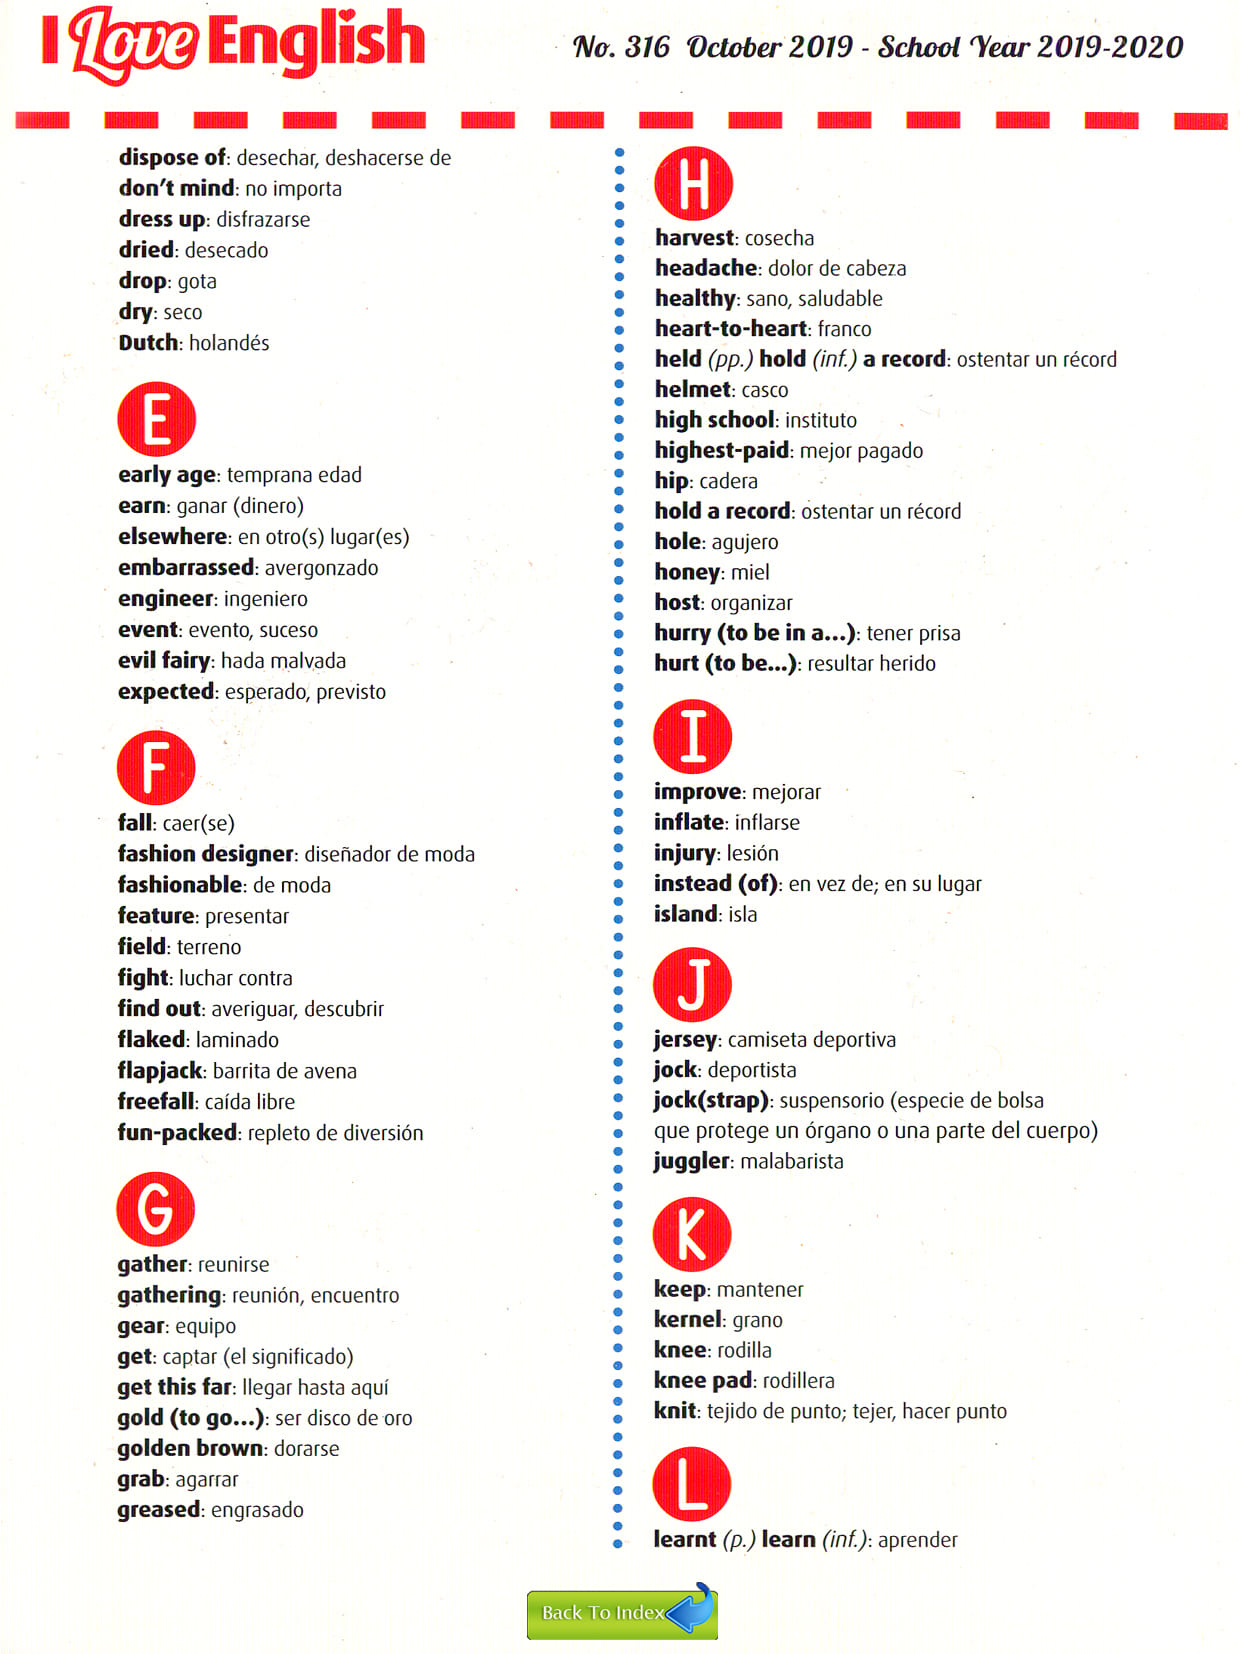 I Love English
No. 316 October 2019 - School Year 2019-2020
dispose of: desechar, deshacerse de
don't mind: no importa
dress up: disfrazarse
dried: desecado
drop: gota
dry: seco
Dutch: holandés
E
early age: temprana edad
earn: ganar (dinero)
elsewhere: en otro(s) lugar(es)
embarrassed: avergonzado
engineer: ingeniero
event: evento, suceso
evil fairy: hada malvada
expected: esperado, previsto
F
fall: caer(se)
fashion designer: diseñador de moda
fashionable: de moda
feature: presentar
field: terreno
fight: luchar contra
find out: averiguar, descubrir
flaked: laminado
flapjack: barrita de avena
freefall: caída libre
fun-packed: repleto de diversión
G
gather: reunirse
gathering: reunión, encuentro
gear: equipo
get: captar (el significado)
get this far: llegar hasta aquí
gold (to go...): ser disco de oro
golden brown: dorarse
grab: agarrar
greased: engrasado
H
harvest: cosecha
headache: dolor de cabeza
healthy: sano, saludable
heart-to-heart: franco
held (pp.) hold (inf.) a record: ostentar un récord
helmet: casco
high school: instituto
highest-paid: mejor pagado
hip: cadera
hold a record: ostentar un récord
hole: agujero
honey: miel
host: organizar
hurry (to be in a...): tener prisa
hurt (to be...): resultar herido
I
improve: mejorar
inflate: inflarse
injury: lesión
instead (of): en vez de; en su lugar
island: isla
J
jersey: camiseta deportiva
jock: deportista
jock(strap): suspensorio (especie de bolsa
que protege un órgano o una parte del cuerpo)
juggler: malabarista
K
keep: mantener
kernel: grano
knee: rodilla
knee pad: rodillera
knit: tejido de punto; tejer, hacer punto
L
learnt (p.) learn (inf.): aprender
Back To Index